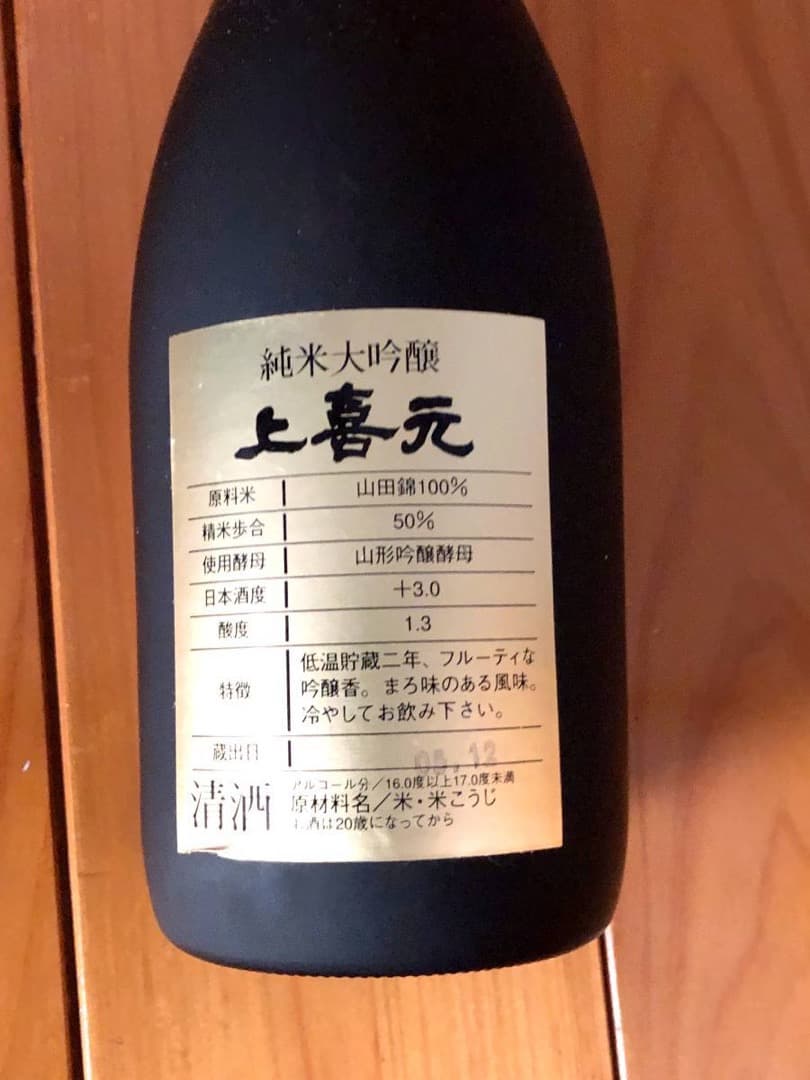 純米大吟醸
上喜元
原料米 山田錦100%
精米歩合 50%
使用酵母 山形吟醸酵母
日本酒度 +3.0
酸度 1.3
特徴 低温貯蔵二年、フルーティな
吟醸香。まろ味のある風味。
冷やしてお飲み下さい。
蔵出日 05,12
清酒 アルコール分/16.0度以上17.0度未満
原材料名/米・米こうじ
お酒は20歳になってから